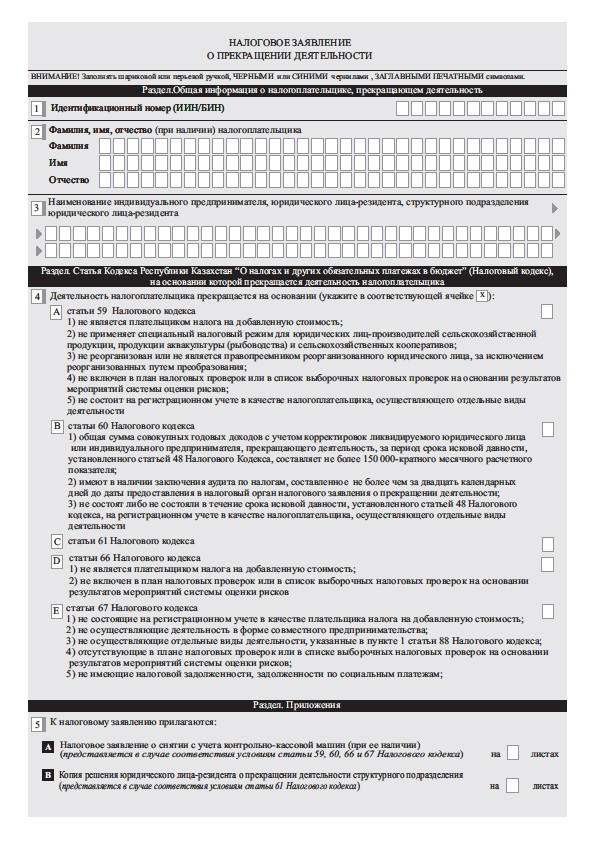 НАЛОГОВОЕ ЗАЯВЛЕНИЕ
О ПРЕКРАЩЕНИИ ДЕЯТЕЛЬНОСТИ
ВНИМАНИЕ! Заполнять шариковой или перьевой ручкой, ЧЕРНЫМИ или СИНИМИ чернилами , ЗАГЛАВНЫМИ ПЕЧАТНЫМИ символами.
Раздел.Общая информация о налогоплательщике, прекращающем деятельность
1 Идентификационный номер (ИИН/БИН)
2 Фамилия, имя, отчество (при наличии) налогоплательщика
Фамилия
Имя
Отчество
3 Наименование индивидуального предпринимателя, юридического лица-резидента, структурного подразделения
юридического лица-резидента
Раздел. Статья Кодекса Республики Казахстан "О налогах и других обязательных платежах в бюджет" (Налоговый кодекс),
на основании которой прекращается деятельность налогоплательщика
4 Деятельность налогоплательщика прекращается на основании (укажите в соответствующей ячейке X ):
A статьи 59 Налогового кодекса
1) не является плательщиком налога на добавленную стоимость;
2) не применяет специальный налоговый режим для юридических лиц-производителей сельскохозяйственной
продукции, продукции аквакультуры (рыбоводства) и сельскохозяйственных кооперативов;
3) не реорганизован или не является правопреемником реорганизованного юридического лица, за исключением
реорганизованных путем преобразования;
4) не включен в план налоговых проверок или в список выборочных налоговых проверок на основании результатов
мероприятий системы оценки рисков;
5) не состоит на регистрационном учете в качестве налогоплательщика, осуществляющего отдельные виды
деятельности
B статьи 60 Налогового кодекса
1) общая сумма совокупных годовых доходов с учетом корректировок ликвидируемого юридического лица
или индивидуального предпринимателя, прекращающего деятельность, за период срока исковой давности,
установленного статьей 48 Налогового Кодекса, составляет не более 150 000-кратного месячного расчетного
показателя;
2) имеют в наличии заключения аудита по налогам, составленное не более чем за двадцать календарных
дней до даты предоставления в налоговый орган налогового заявления о прекращении деятельности;
3) не состоят либо не состояли в течение срока исковой давности, установленного статьей 48 Налогового
кодекса, на регистрационном учете в качестве налогоплательщика, осуществляющего отдельные виды
деятельности
C статьи 61 Налогового кодекса
D статьи 66 Налогового кодекса
1) не является плательщиком налога на добавленную стоимость;
2) не включен в план налоговых проверок или в список выборочных налоговых проверок на основании
результатов мероприятий системы оценки рисков
E статьи 67 Налогового кодекса
1) не состоящие на регистрационном учете в качестве плательщика налога на добавленную стоимость;
2) не осуществляющие деятельность в форме совместного предпринимательства;
3) не осуществляющие отдельные виды деятельности, указанные в пункте 1 статьи 88 Налогового кодекса;
4) отсутствующие в плане налоговых проверок или в списке выборочных налоговых проверок на основании
результатов мероприятий системы оценки рисков;
5) не имеющие налоговой задолженности, задолженности по социальным платежам;
Раздел. Приложения
5 К налоговому заявлению прилагаются:
A Налоговое заявление о снятии с учета контрольно-кассовой машин (при ее наличии)
(представляется в случае соответствия условиям статьи 59, 60, 66 и 67 Налогового кодекса) на листах
B Копия решения юридического лица-резидента о прекращении деятельности структурного подразделения
(представляется в случае соответствия условиям статьи 61 Налогового кодекса) на листах